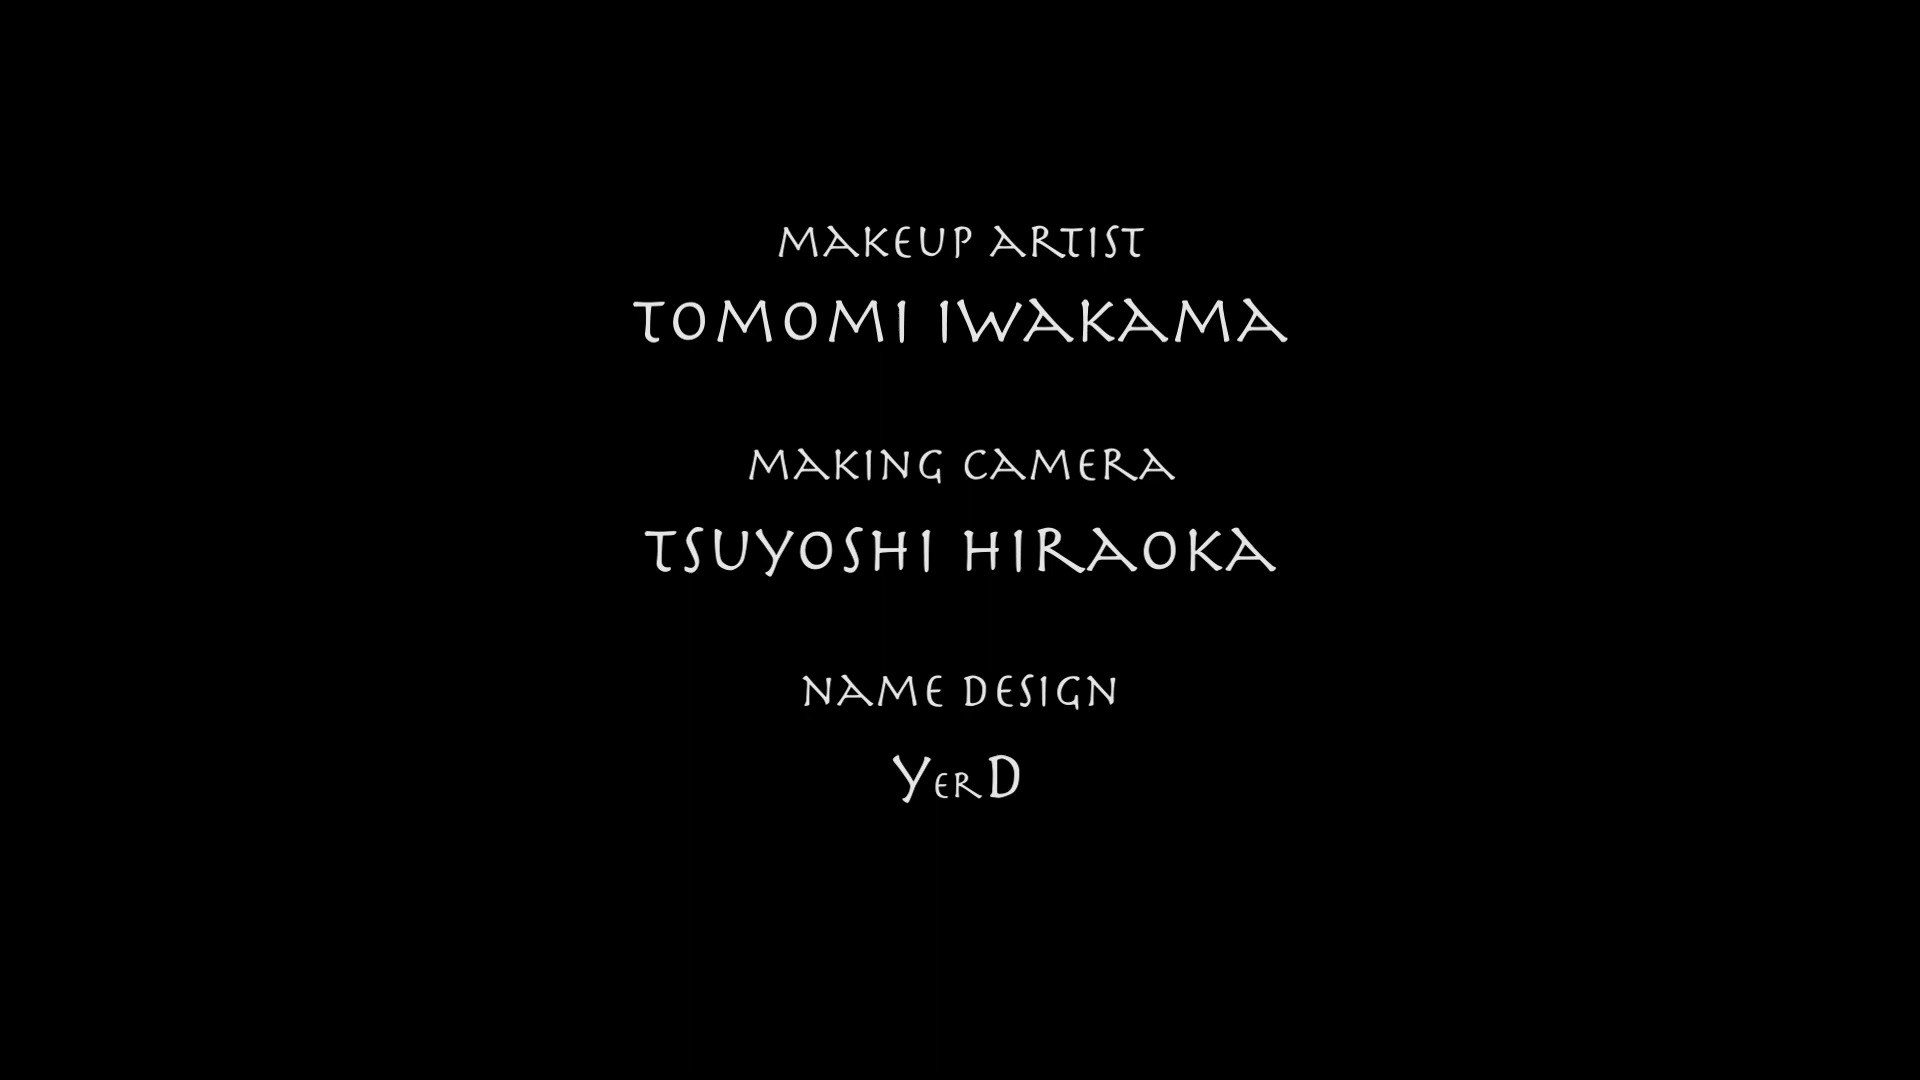 MAKEUP ARTIST
TOMOMI IWAKAMA
MAKING CAMERA
TSUYOSHI HIRAOKA
NAME DESIGN
YerD